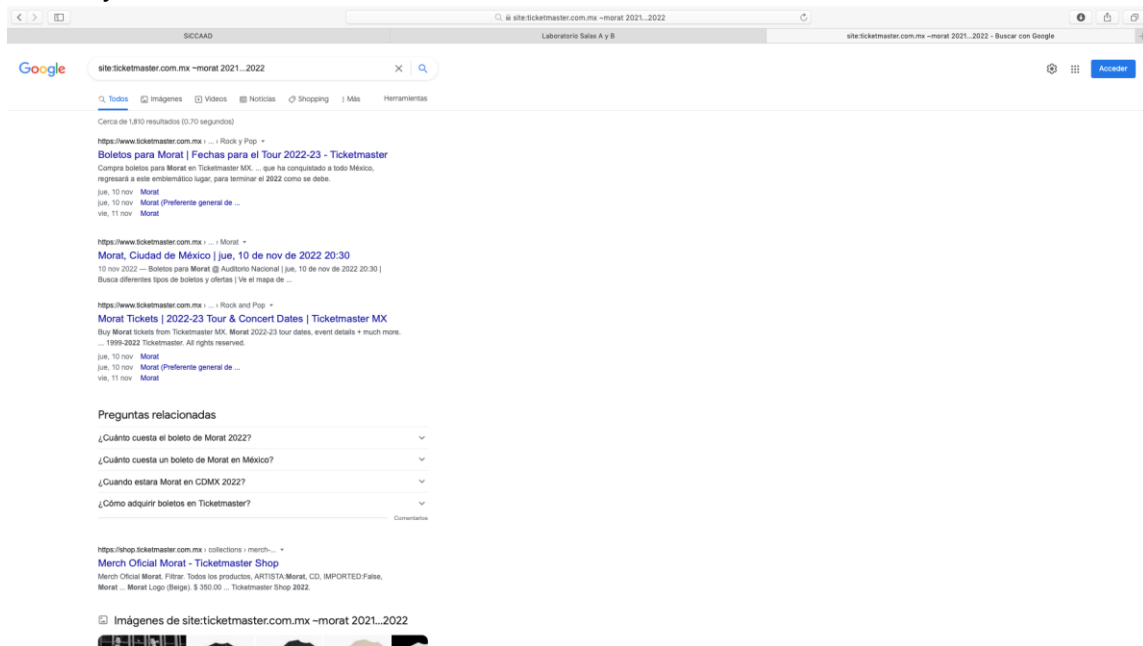 site:ticketmaster.com.mx ~morat 2021...2022
SiCCAAD
Laboratorio Salas A y B
site:ticketmaster.com.mx ~morat 2021...2022 - Buscar con Google
Google
site:ticketmaster.com.mx ~morat 2021...2022
Acceder
Todos Imágenes Videos Noticias Shopping Más Herramientas
Cerca de 1,810 resultados (0.70 segundos)
https://www.ticketmaster.com.mx › ... › Rock y Pop
Boletos para Morat | Fechas para el Tour 2022-23 - Ticketmaster
Compra boletos para Morat en Ticketmaster MX. ... que ha conquistado a todo México,
regresará a este emblemático lugar, para terminar el 2022 como se debe.
jue, 10 nov Morat
jue, 10 nov Morat (Preferente general de ...
vie, 11 nov Morat
https://www.ticketmaster.com.mx › ... › Morat
Morat, Ciudad de México | jue, 10 de nov de 2022 20:30
10 nov 2022 — Boletos para Morat @ Auditorio Nacional | jue, 10 de nov de 2022 20:30 |
Busca diferentes tipos de boletos y ofertas | Ve el mapa de ...
https://www.ticketmaster.com.mx › ... › Rock and Pop
Morat Tickets | 2022-23 Tour & Concert Dates | Ticketmaster MX
Buy Morat tickets from Ticketmaster MX. Morat 2022-23 tour dates, event details + much more.
... 1999-2022 Ticketmaster. All rights reserved.
jue, 10 nov Morat
jue, 10 nov Morat (Preferente general de ...
vie, 11 nov Morat
Preguntas relacionadas
¿Cuánto cuesta el boleto de Morat 2022?
¿Cuánto cuesta un boleto de Morat en México?
¿Cuando estara Morat en CDMX 2022?
¿Cómo adquirir boletos en Ticketmaster?
Comentarios
https://shop.ticketmaster.com.mx › collections › merch-...
Merch Oficial Morat - Ticketmaster Shop
Merch Oficial Morat. Filtrar. Todos los productos, ARTISTA:Morat, CD, IMPORTED:False,
Morat ... Morat Logo (Beige). $ 350.00 ... Ticketmaster Shop 2022.
Imágenes de site:ticketmaster.com.mx ~morat 2021...2022